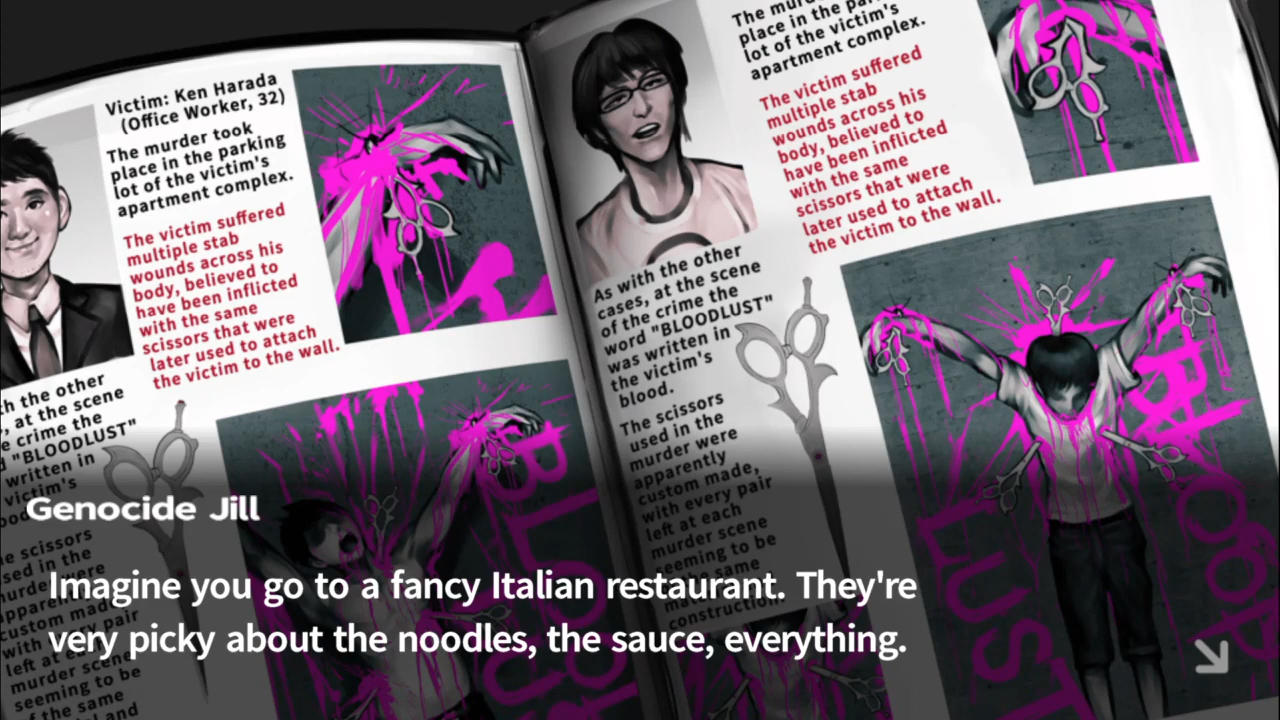 Victim: Ken Harada
(Office Worker, 32)
The murder took
place in the parking
lot of the victim's
apartment complex.
The victim suffered
multiple stab
wounds across his
body, believed to
have been inflicted
with the same
scissors that were
later used to attach
the victim to the wall.
the other
at the scene
crime the
"BLOODLUST"
written in
victim's
scissors
used in the
murder were
custom made
with every pair
left at
murder scene
seeming to be
of the same
and
BLOO
The murder
place in the
lot of the victim's
apartment complex.
The victim suffered
multiple stab
wounds across his
body, believed to
have been inflicted
with the same
scissors that were
later used to attach
the victim to the wall.
As with the other
cases, at the scene
of the crime the
word "BLOODLUST"
was written in
the victim's
blood.
The scissors
used in the
murder were
apparently
custom made,
with every pair
left at each
murder scene
seeming to be
same
construction.
BLOOD
LUST
Genocide Jill
Imagine you go to a fancy Italian restaurant. They're
very picky about the noodles, the sauce, everything.